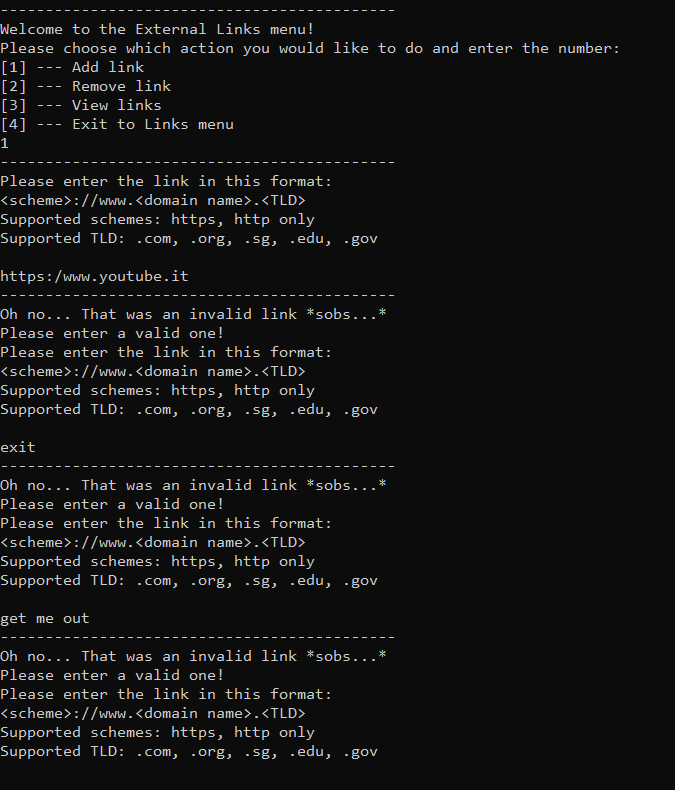 --------------------------------------------
Welcome to the External Links menu!
Please choose which action you would like to do and enter the number:
[1] --- Add link
[2] --- Remove link
[3] --- View links
[4] --- Exit to Links menu
1
--------------------------------------------
Please enter the link in this format:
<scheme>://www.<domain name>.<TLD>
Supported schemes: https, http only
Supported TLD: .com, .org, .sg, .edu, .gov
https:/www.youtube.it
--------------------------------------------
Oh no... That was an invalid link *sobs...*
Please enter a valid one!
Please enter the link in this format:
<scheme>://www.<domain name>.<TLD>
Supported schemes: https, http only
Supported TLD: .com, .org, .sg, .edu, .gov
exit
--------------------------------------------
Oh no... That was an invalid link *sobs...*
Please enter a valid one!
Please enter the link in this format:
<scheme>://www.<domain name>.<TLD>
Supported schemes: https, http only
Supported TLD: .com, .org, .sg, .edu, .gov
get me out
--------------------------------------------
Oh no... That was an invalid link *sobs...*
Please enter a valid one!
Please enter the link in this format:
<scheme>://www.<domain name>.<TLD>
Supported schemes: https, http only
Supported TLD: .com, .org, .sg, .edu, .gov